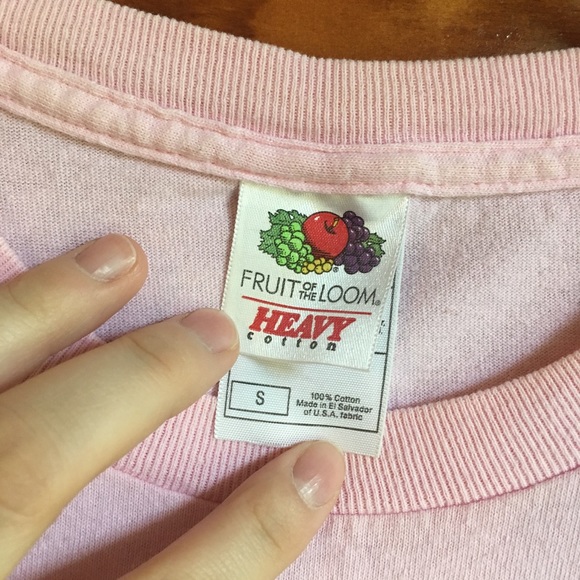 FRUIT OF THE LOOM®
HEAVY
cotton
S
100% Cotton
Made in El Salvador
of U.S.A. fabric